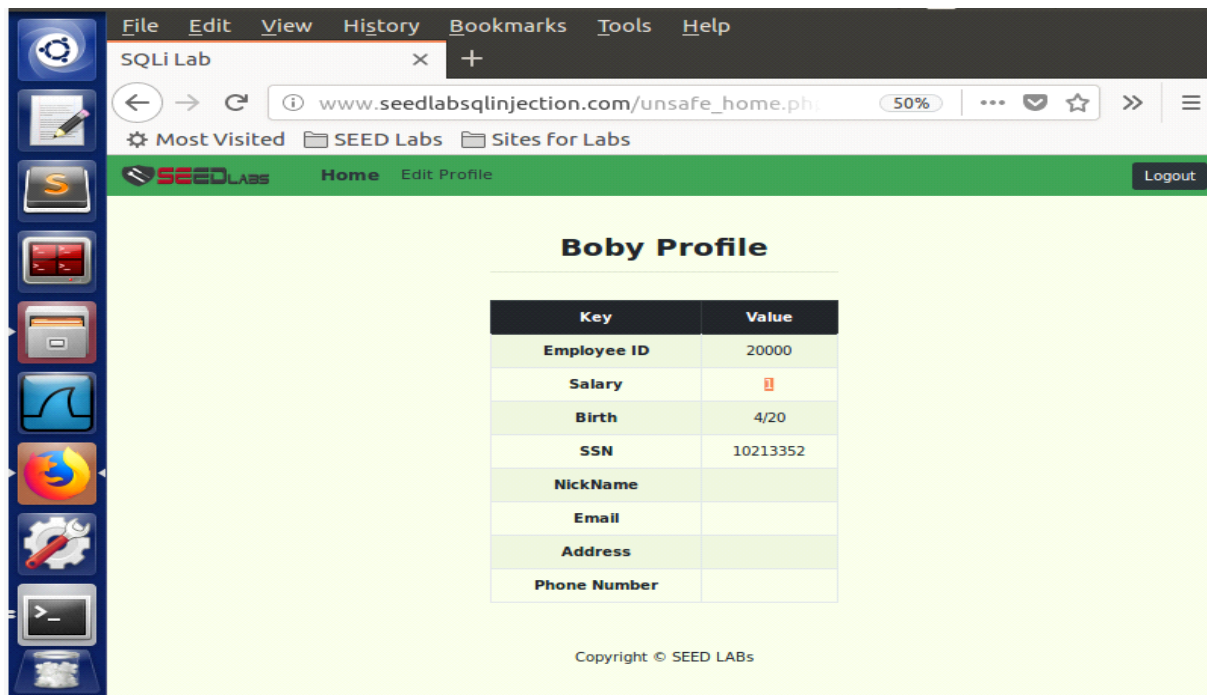 File Edit View History Bookmarks Tools Help
SQLi Lab
www.seedlabsqlinjection.com/unsafe_home.ph
50%
Most Visited SEED Labs Sites for Labs
SEEDLABS Home Edit Profile Logout
Boby Profile
Key Value
Employee ID 20000
Salary 1
Birth 4/20
SSN 10213352
NickName
Email
Address
Phone Number
Copyright © SEED LABs